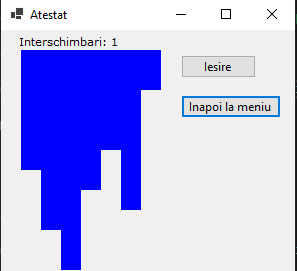 Atestat
Interschimbari: 1
Iesire
Inapoi la meniu